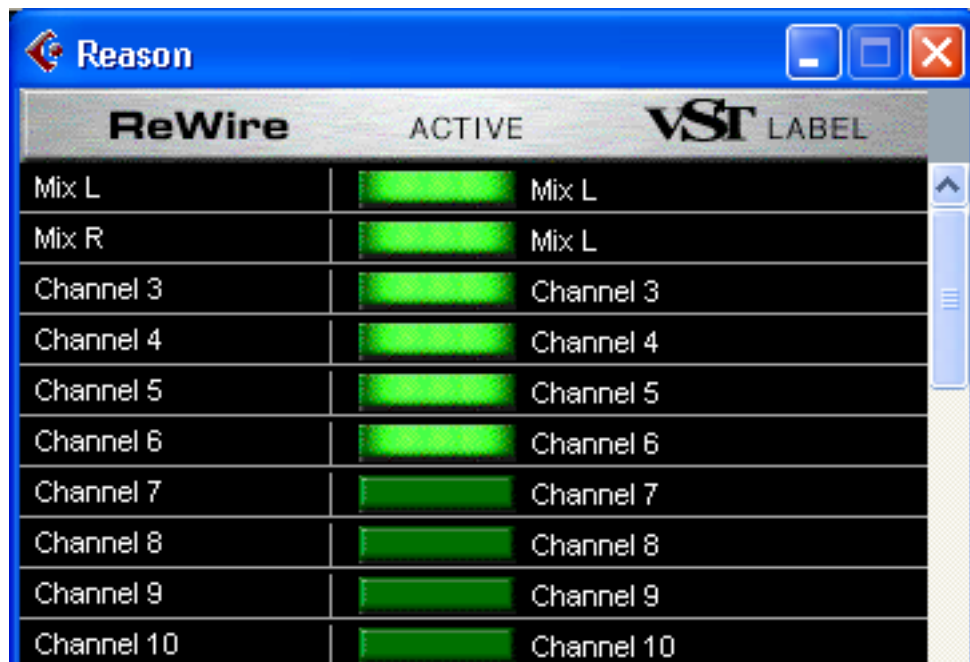 Reason
ReWire ACTIVE VST LABEL
Mix L Mix L
Mix R Mix L
Channel 3 Channel 3
Channel 4 Channel 4
Channel 5 Channel 5
Channel 6 Channel 6
Channel 7 Channel 7
Channel 8 Channel 8
Channel 9 Channel 9
Channel 10 Channel 10